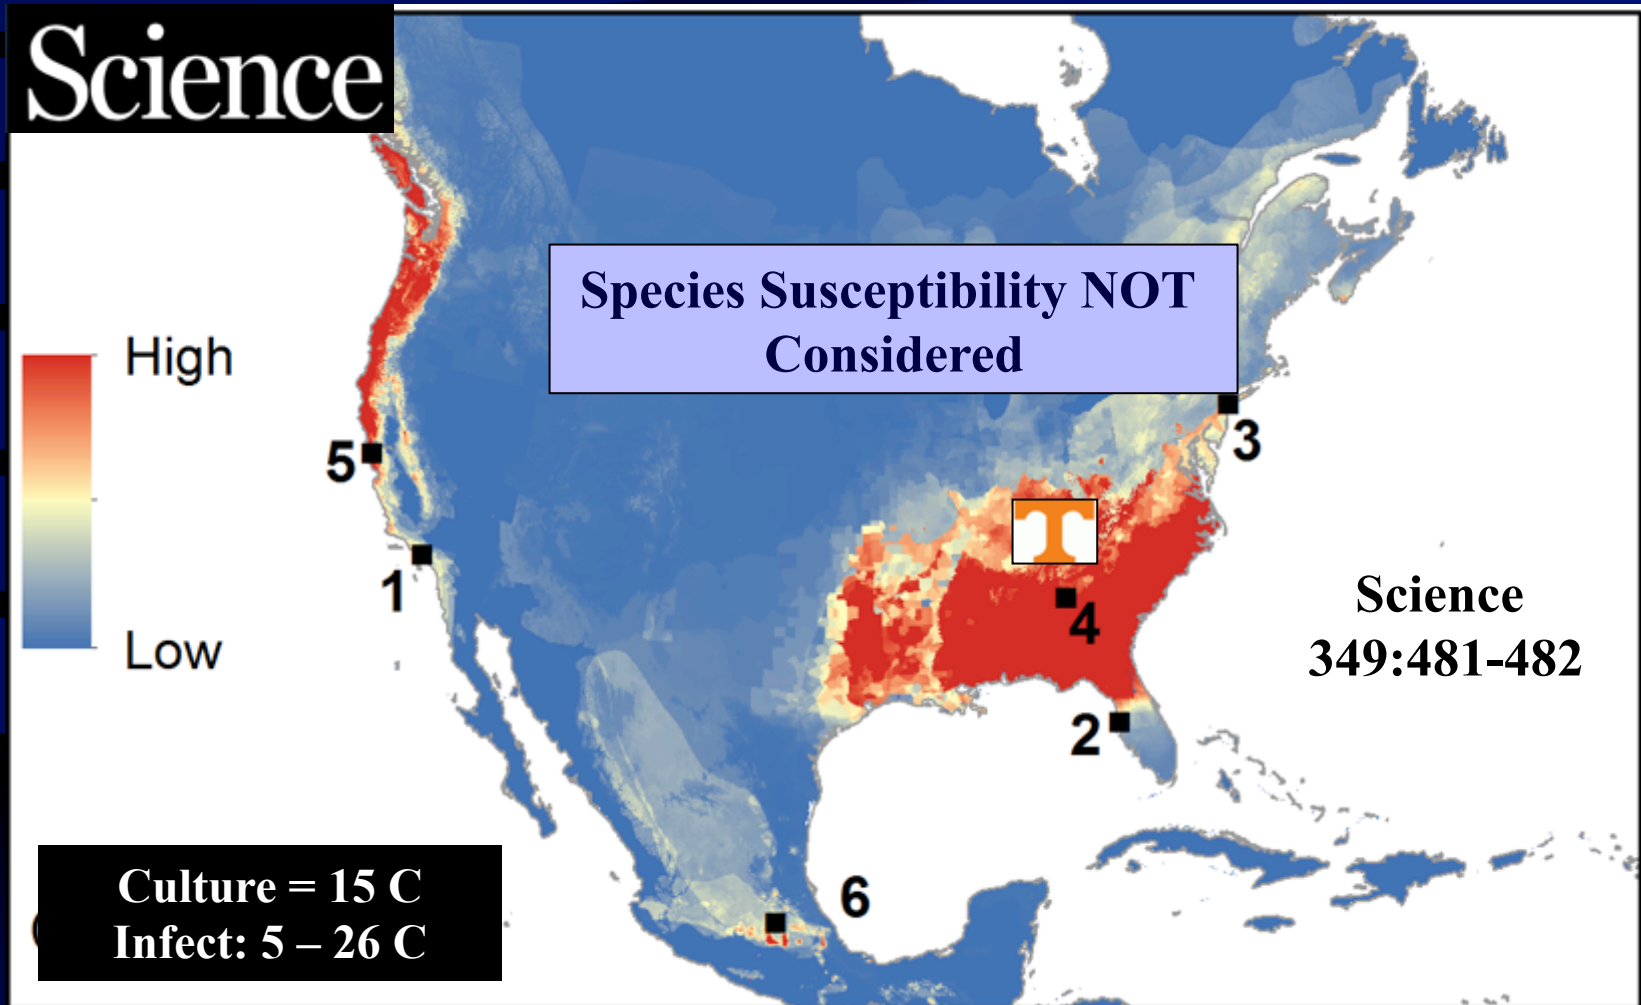 Science
Species Susceptibility NOT
Considered
High
Low
5
1
3
4
2
6
T
Science
349:481-482
Culture = 15 C
Infect: 5 – 26 C